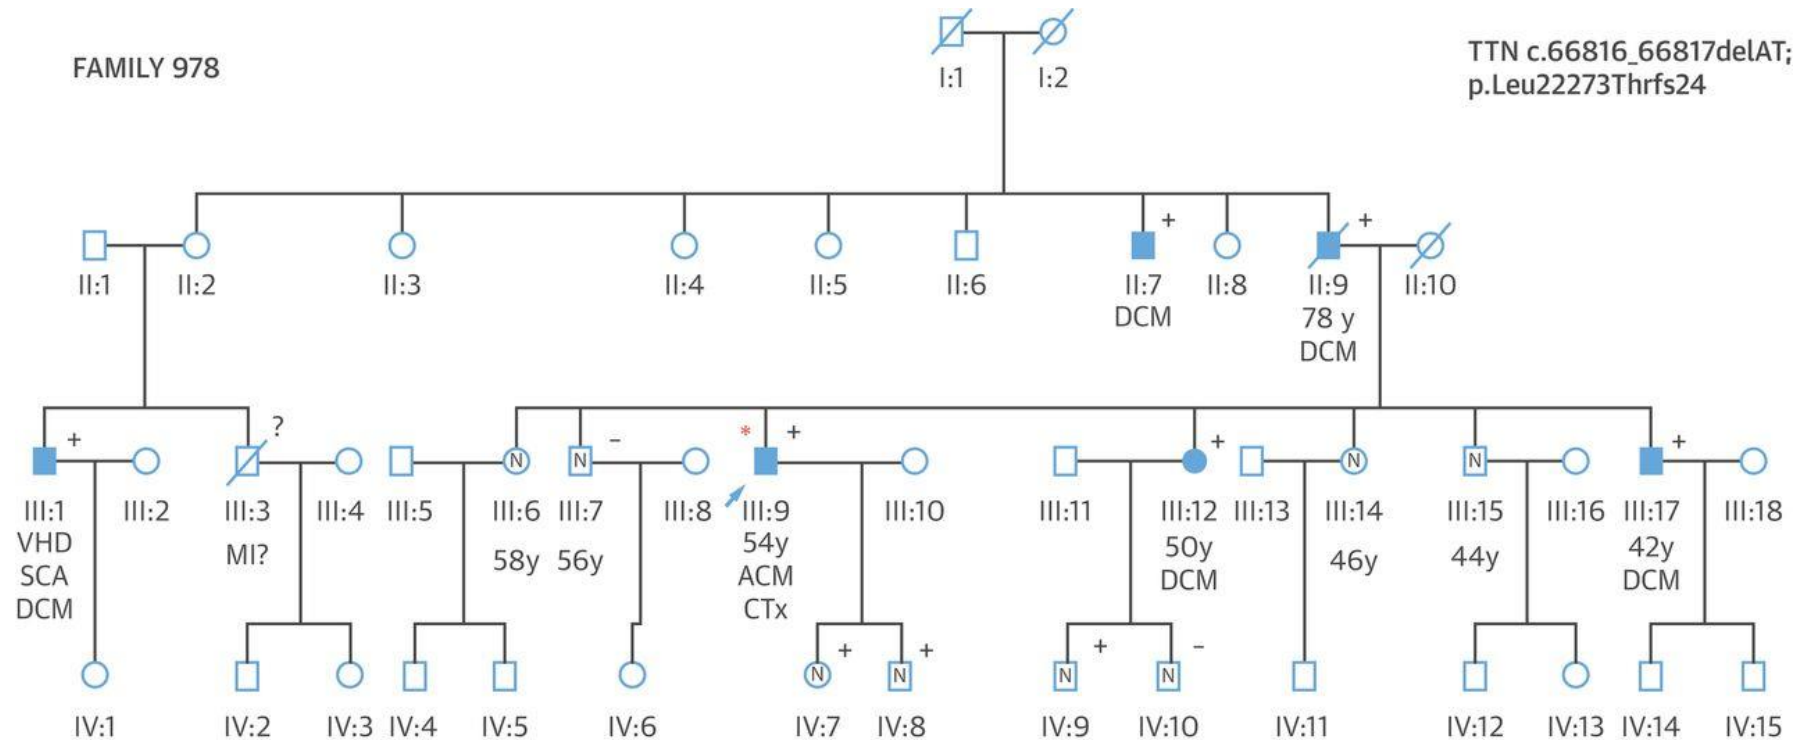 FAMILY 978
TTN c.66816_66817delAT;
p.Leu22273Thrfs24
I:1 I:2
+ +
II:1 II:2 II:3 II:4 II:5 II:6 II:7 II:8 II:9 II:10
DCM 78 y
DCM
+ ? - * + + +
N N N N
III:1 III:2 III:3 III:4 III:5 III:6 III:7 III:8 III:9 III:10 III:11 III:12 III:13 III:14 III:15 III:16 III:17 III:18
VHD MI? 58y 56y 54y 50y 46y 44y 42y
SCA ACM DCM DCM
DCM CTx
+ + + -
N N N N
IV:1 IV:2 IV:3 IV:4 IV:5 IV:6 IV:7 IV:8 IV:9 IV:10 IV:11 IV:12 IV:13 IV:14 IV:15